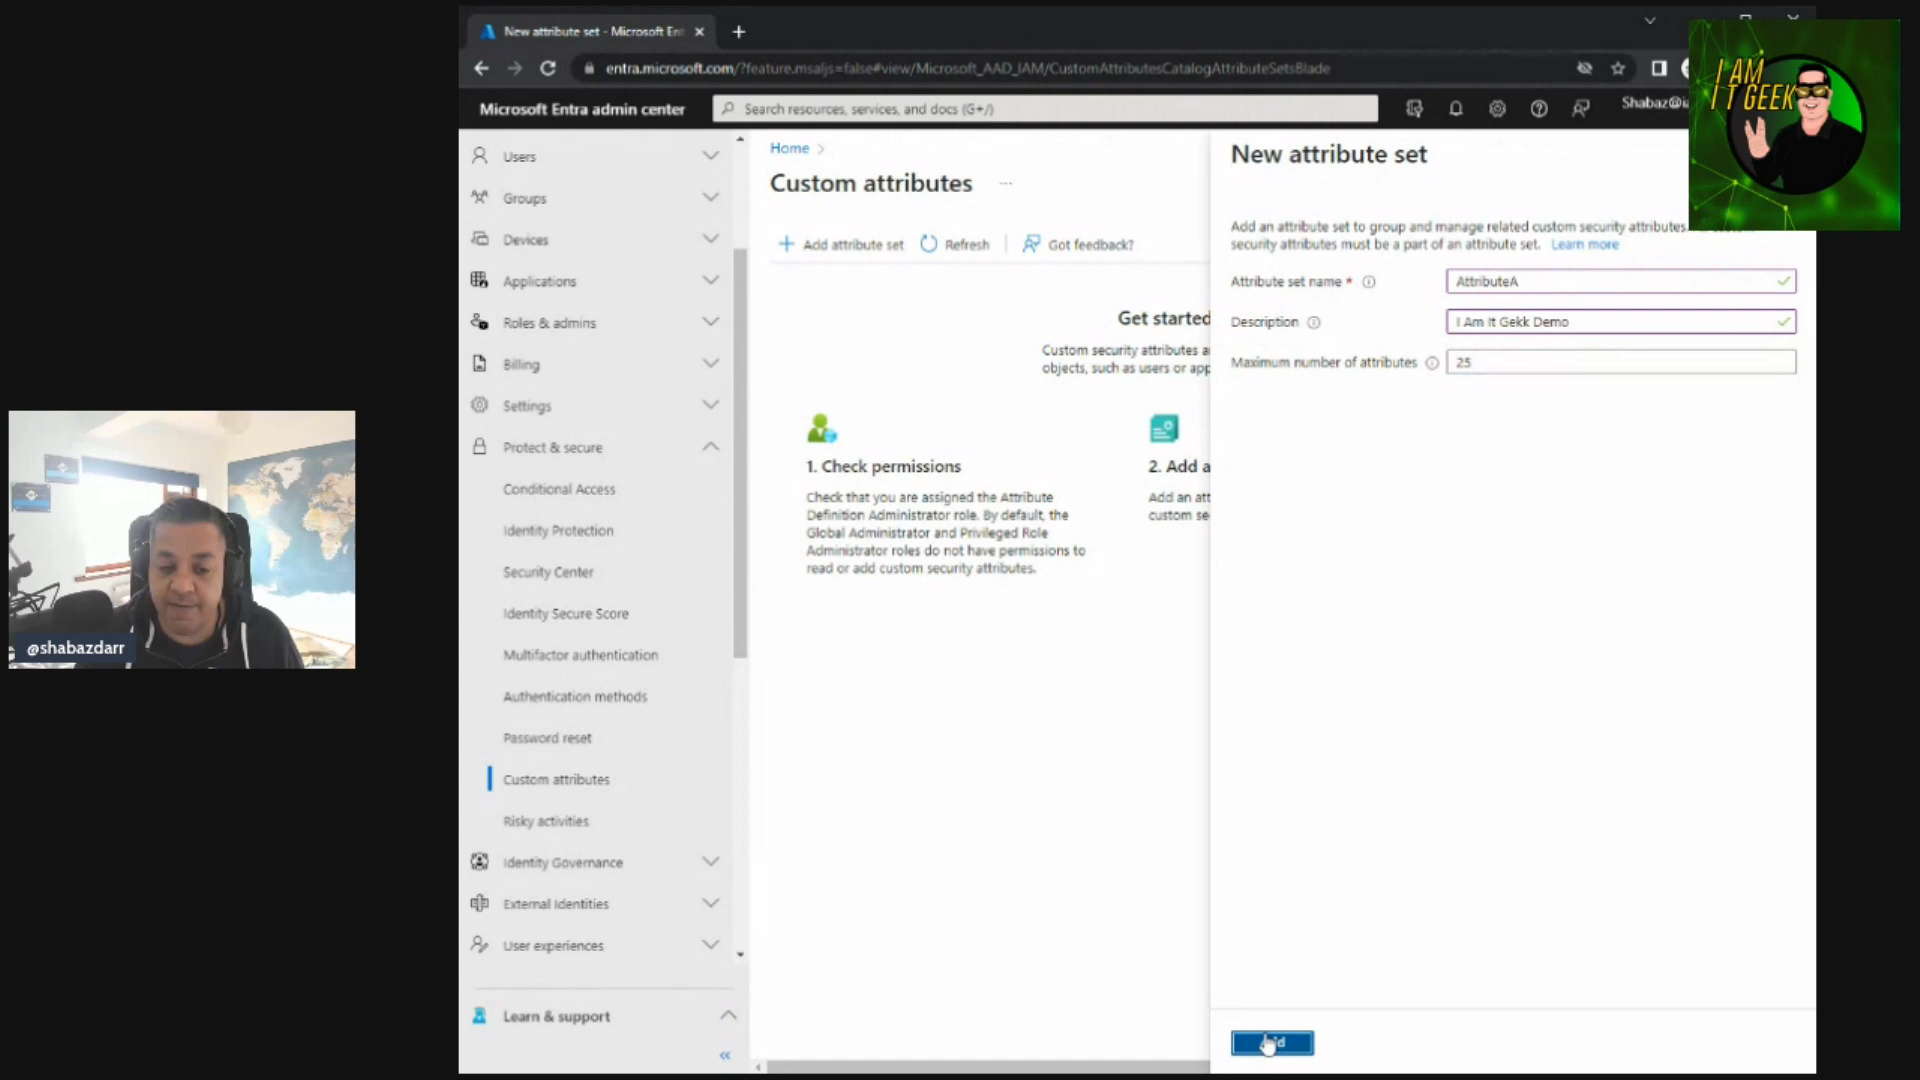 New attribute set - Microsoft Ent
entra.microsoft.com/?feature.msaljs=false#view/Microsoft_AAD_IAM/CustomAttributesCatalogAttributeSetsBlade
Microsoft Entra admin center
Search resources, services, and docs (G+/)
Shabaz@ia
I AM
IT GEEK
Users
Groups
Devices
Applications
Roles & admins
Billing
Settings
Protect & secure
Conditional Access
Identity Protection
Security Center
Identity Secure Score
Multifactor authentication
Authentication methods
Password reset
Custom attributes
Risky activities
Identity Governance
External Identities
User experiences
Learn & support
Home
Custom attributes
Add attribute set
Refresh
Got feedback?
Get started
Custom security attributes a
objects, such as users or app
1. Check permissions
Check that you are assigned the Attribute
Definition Administrator role. By default, the
Global Administrator and Privileged Role
Administrator roles do not have permissions to
read or add custom security attributes.
2. Add a
Add an att
custom se
New attribute set
Add an attribute set to group and manage related custom security attributes.
security attributes must be a part of an attribute set. Learn more
Attribute set name *
AttributeA
Description
I Am It Gekk Demo
Maximum number of attributes
25
@shabazdarr